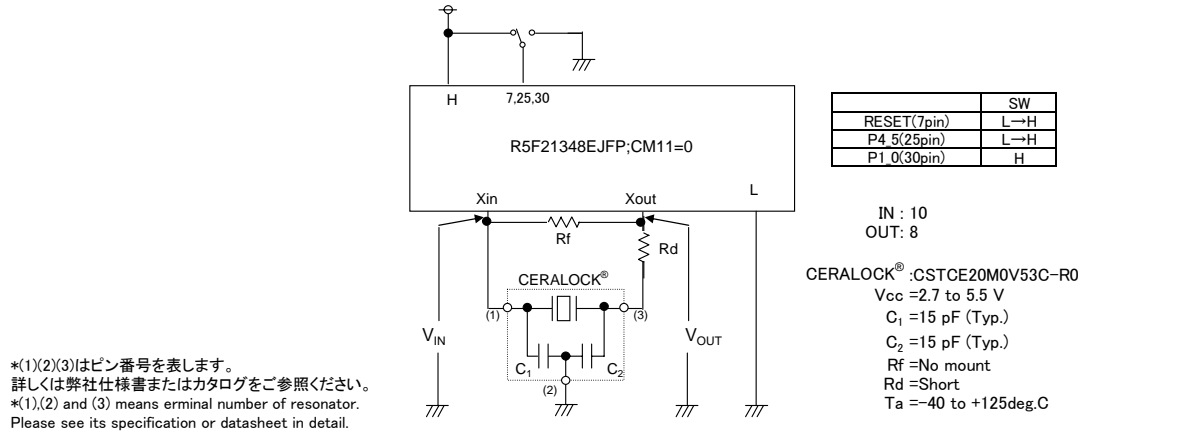 H
7,25,30
R5F21348EJFP;CM11=0
Xin
Xout
L
Rf
Rd
CERALOCK®
(1)
(3)
C1
C2
(2)
VIN
VOUT
SW
RESET(7pin) L→H
P4_5(25pin) L→H
P1_0(30pin) H
IN : 10
OUT: 8
CERALOCK® :CSTCE20M0V53C-R0
Vcc =2.7 to 5.5 V
C1 =15 pF (Typ.)
C2 =15 pF (Typ.)
Rf =No mount
Rd =Short
Ta =-40 to +125deg.C
*(1)(2)(3)はピン番号を表します。
詳しくは弊社仕様書またはカタログをご参照ください。
*(1),(2) and (3) means erminal number of resonator.
Please see its specification or datasheet in detail.